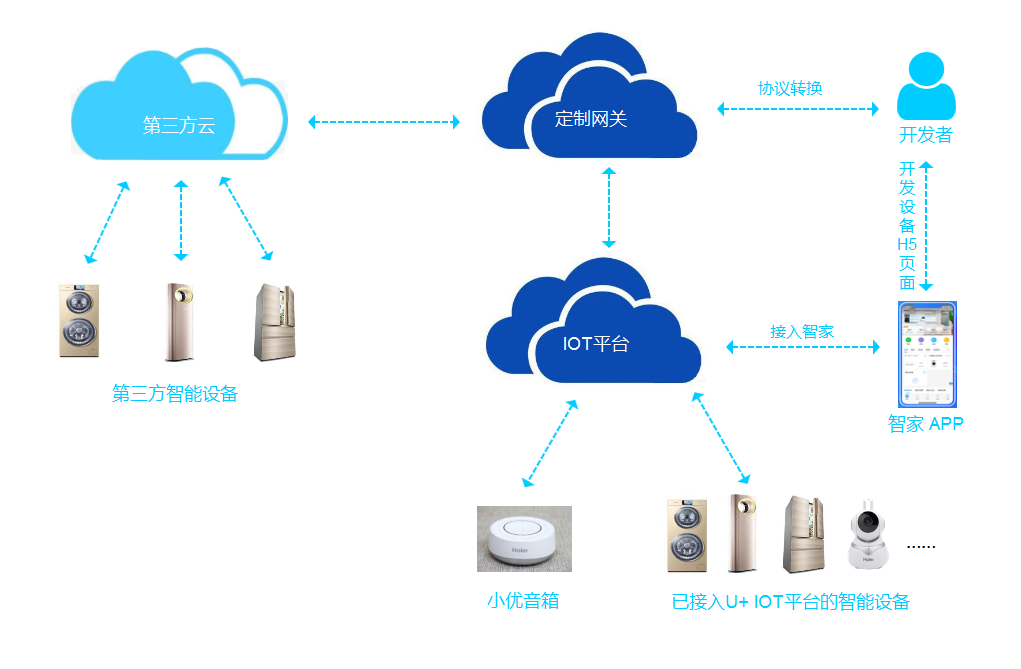 第三方云
定制网关
协议转换
开发者
开发设备H5页面
IOT平台
接入智家
第三方智能设备
智家 APP
Haier
Haier
......
小优音箱
已接入U+ IOT平台的智能设备